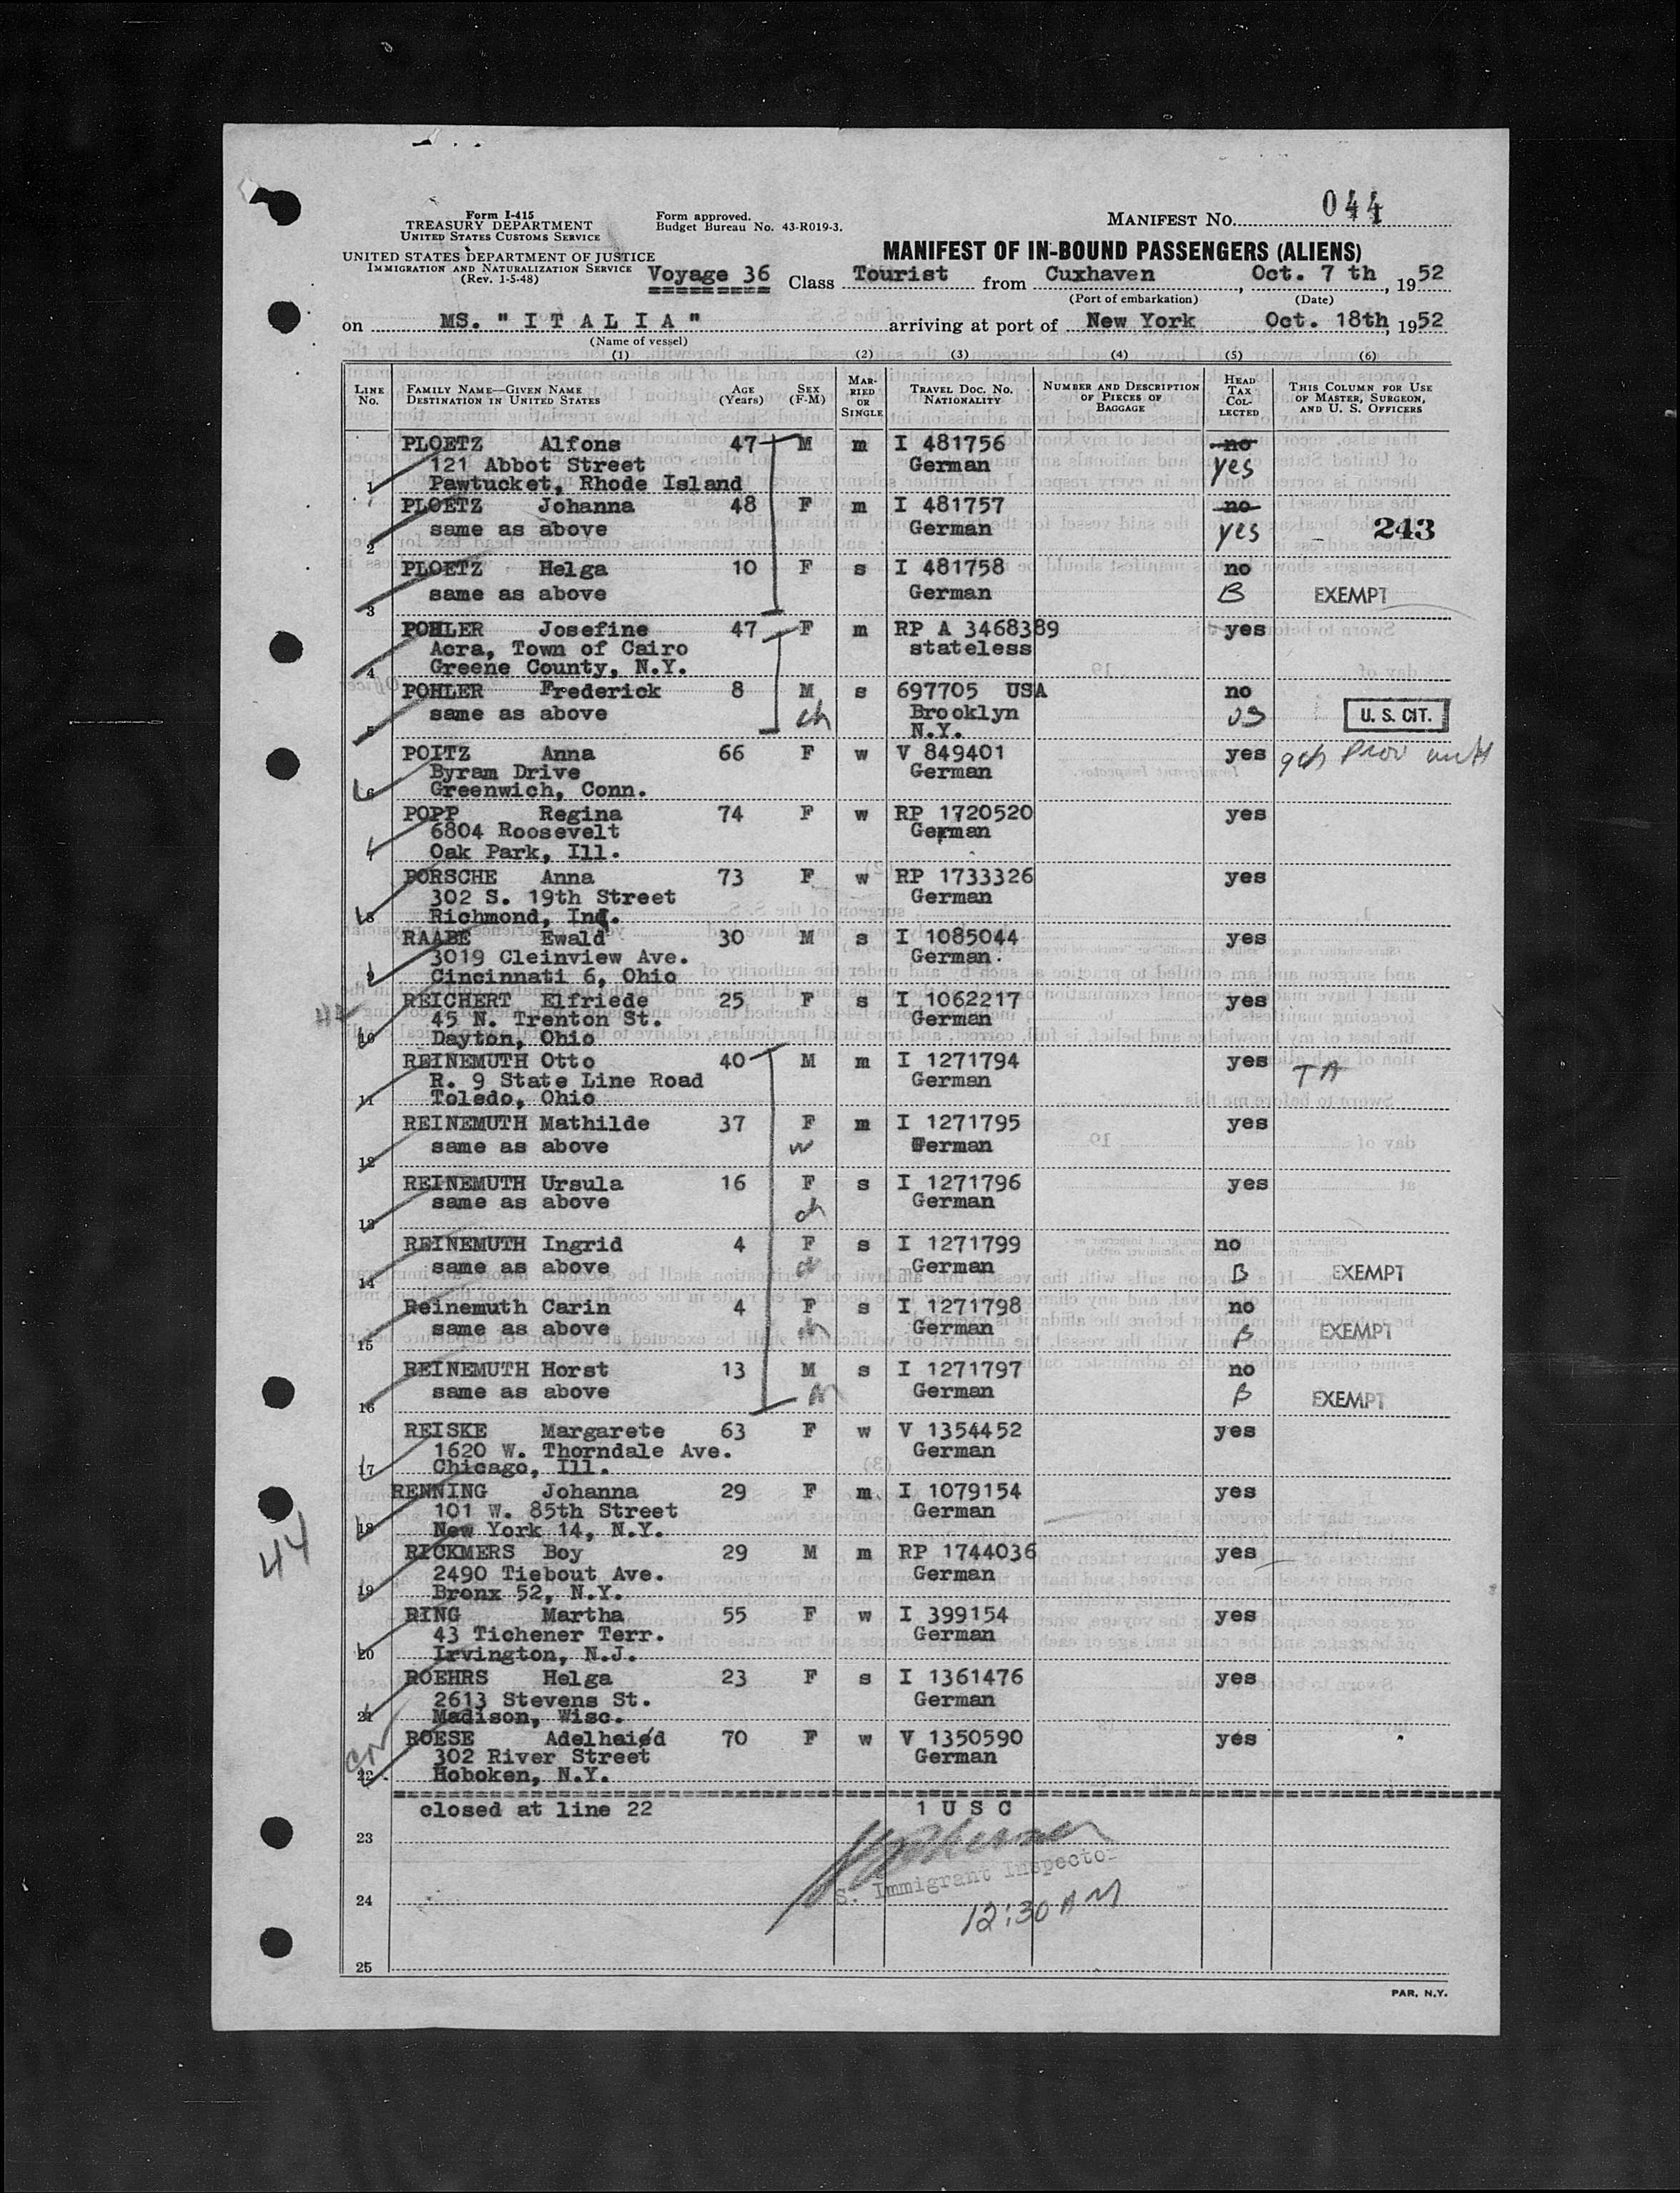 Form I-415
TREASURY DEPARTMENT
UNITED STATES CUSTOMS SERVICE
UNITED STATES DEPARTMENT OF JUSTICE
IMMIGRATION AND NATURALIZATION SERVICE
(Rev. 1-5-48)
Form approved.
Budget Bureau No. 43-R019-3.
MANIFEST NO. 044
MANIFEST OF IN-BOUND PASSENGERS (ALIENS)
Voyage 36 Class Tourist from Cuxhaven, Oct. 7 th, 1952
(Port of embarkation) (Date)
on MS. " I T A L I A " arriving at port of New York Oct. 18th, 1952
(Name of vessel)
(1) (2) (3) (4) (5) (6)
LINE No. FAMILY NAME—GIVEN NAME DESTINATION IN UNITED STATES AGE (Years) SEX (F-M) MARRIED OR SINGLE TRAVEL DOC. NO. NATIONALITY NUMBER AND DESCRIPTION OF PIECES OF BAGGAGE HEAD TAX COLLECTED THIS COLUMN FOR USE OF MASTER, SURGEON, AND U. S. OFFICERS
PLOETZ Alfons 47 M m I 481756 no
121 Abbot Street German yes
1 Pawtucket, Rhode Island
PLOETZ Johanna 48 F m I 481757 no
same as above German yes 243
2
PLOETZ Helga 10 F s I 481758 no
same as above German B EXEMPT
3
POHLER Josefine 47 F m RP A 3468389 yes
Acra, Town of Cairo stateless
4 Greene County, N.Y.
POHLER Frederick 8 M s 697705 USA no
same as above ch Brooklyn US U. S. CIT.
5 N.Y.
POITZ Anna 66 F w V 849401 yes
Byram Drive German
6 Greenwich, Conn.
POPP Regina 74 F w RP 1720520 yes
6804 Roosevelt German
7 Oak Park, Ill.
PORSCHE Anna 73 F w RP 1733326 yes
302 S. 19th Street German
8 Richmond, Ind.
RAABE Ewald 30 M s I 1085044 yes
3019 Cleinview Ave. German
9 Cincinnati 6, Ohio
REICHERT Elfriede 25 F s I 1062217 yes
45 N. Trenton St. German
10 Dayton, Ohio
REINEMUTH Otto 40 M m I 1271794 yes TA
R. 9 State Line Road German
11 Toledo, Ohio
REINEMUTH Mathilde 37 F m I 1271795 yes
same as above w German
12
REINEMUTH Ursula 16 F s I 1271796 yes
same as above ch German
13
REINEMUTH Ingrid 4 F s I 1271799 no
same as above German B EXEMPT
14
Reinemuth Carin 4 F s I 1271798 no
same as above German B EXEMPT
15
REINEMUTH Horst 13 M s I 1271797 no
same as above German B EXEMPT
16
REISKE Margarete 63 F w V 1354452 yes
1620 W. Thorndale Ave. German
17 Chicago, Ill.
RENNING Johanna 29 F m I 1079154 yes
101 W. 85th Street German
18 New York 14, N.Y.
44
RICKMERS Boy 29 M m RP 1744036 yes
2490 Tiebout Ave. German
19 Bronx 52, N.Y.
RING Martha 55 F w I 399154 yes
43 Tichener Terr. German
20 Irvington, N.J.
ROEHRS Helga 23 F s I 1361476 yes
2613 Stevens St. German
21 Madison, Wisc.
ROESE Adelheid 70 F w V 1350590 yes
302 River Street German
22 Hoboken, N.Y.
closed at line 22 1 U S C
23
S. Immigrant Inspector
24
12:30 AM
25
PAR. N.Y.